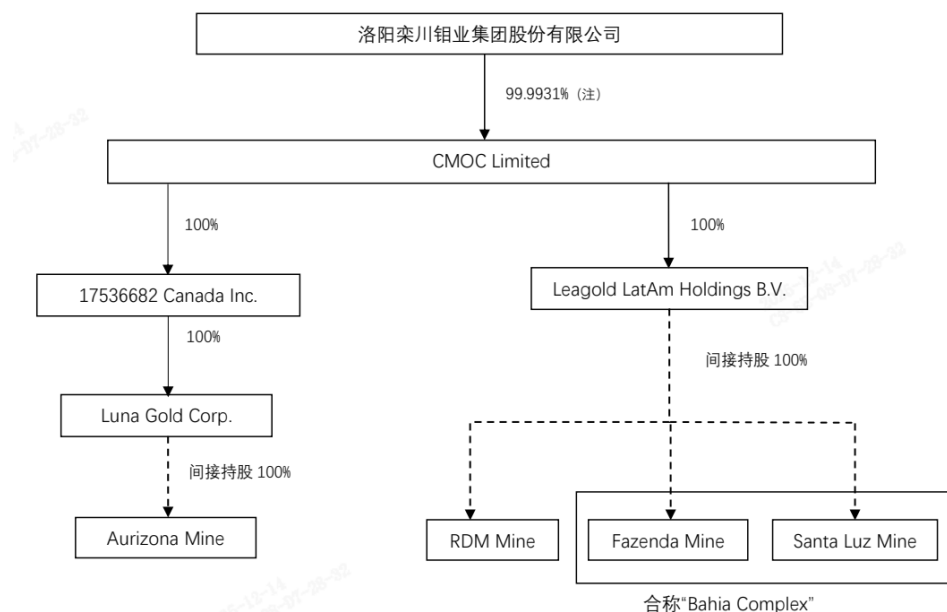 洛阳栾川钼业集团股份有限公司
99.9931%（注）
CMOC Limited
100%
100%
17536682 Canada Inc.
Leagold LatAm Holdings B.V.
100%
间接持股 100%
Luna Gold Corp.
间接持股 100%
Aurizona Mine
RDM Mine
Fazenda Mine
Santa Luz Mine
合称“Bahia Complex”